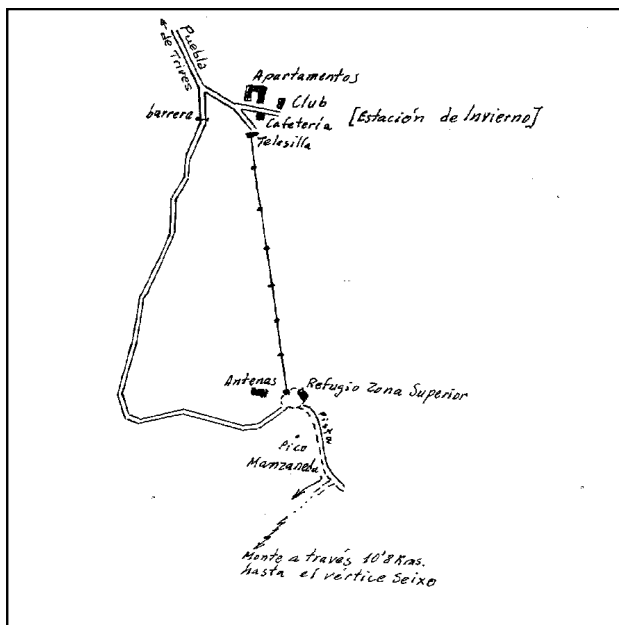 Puebla
de Trives
Apartamentos
Club
barrera
Cafetería
[Estación de Invierno]
Telesilla
Antenas
Refugio Zona Superior
Pista
Pico
Manzaneda
Monte a través 10'8 Kms.
hasta el vértice Seixo